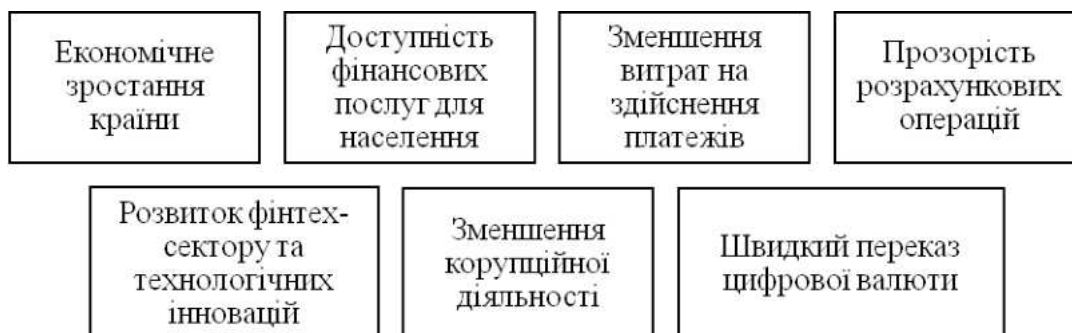 Економічне
зростання
країни
Доступність
фінансових
послуг для
населення
Зменшення
витрат на
здійснення
платежів
Прозорість
розрахункових
операцій
Розвиток фінтех-
сектору та
технологічних
інновацій
Зменшення
корупційної
діяльності
Швидкий переказ
цифрової валюти